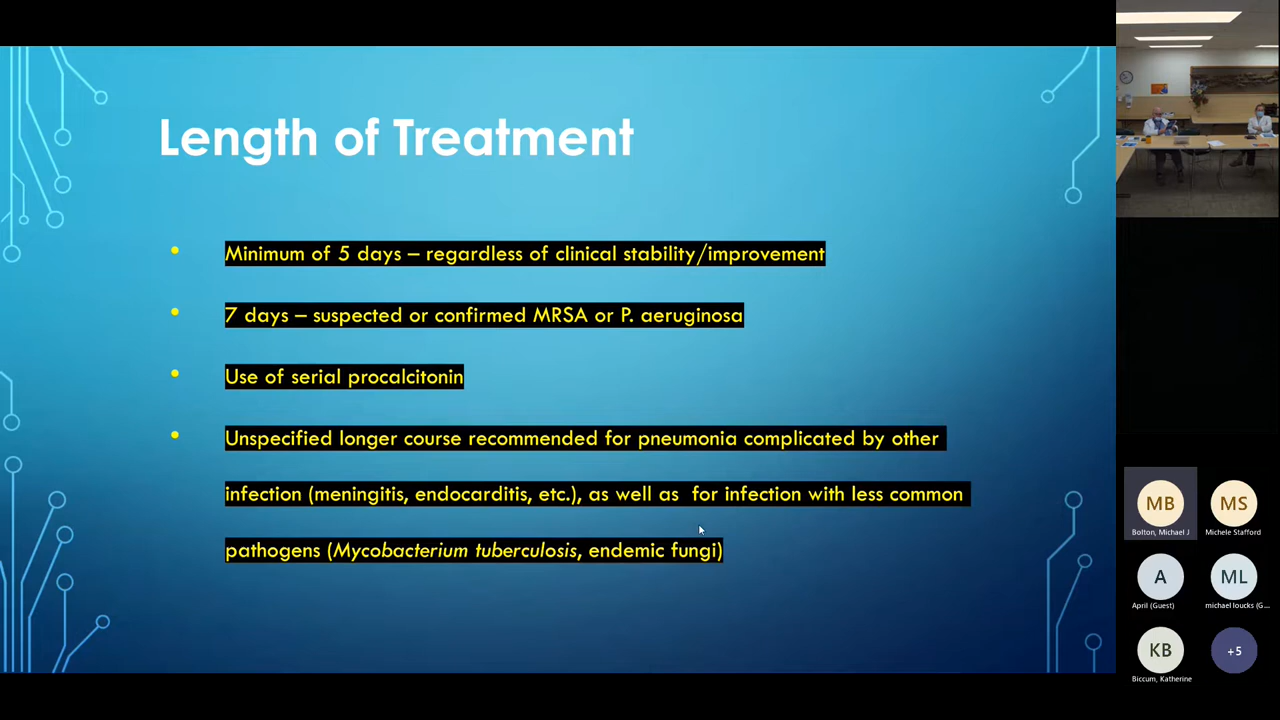 Length of Treatment
Minimum of 5 days – regardless of clinical stability/improvement
7 days – suspected or confirmed MRSA or P. aeruginosa
Use of serial procalcitonin
Unspecified longer course recommended for pneumonia complicated by other
infection (meningitis, endocarditis, etc.), as well as for infection with less common
pathogens (Mycobacterium tuberculosis, endemic fungi)
MB
MS
Bolton, Michael J
Michele Stafford
A
ML
April (Guest)
michael loucks (G...
KB
+5
Biccum, Katherine